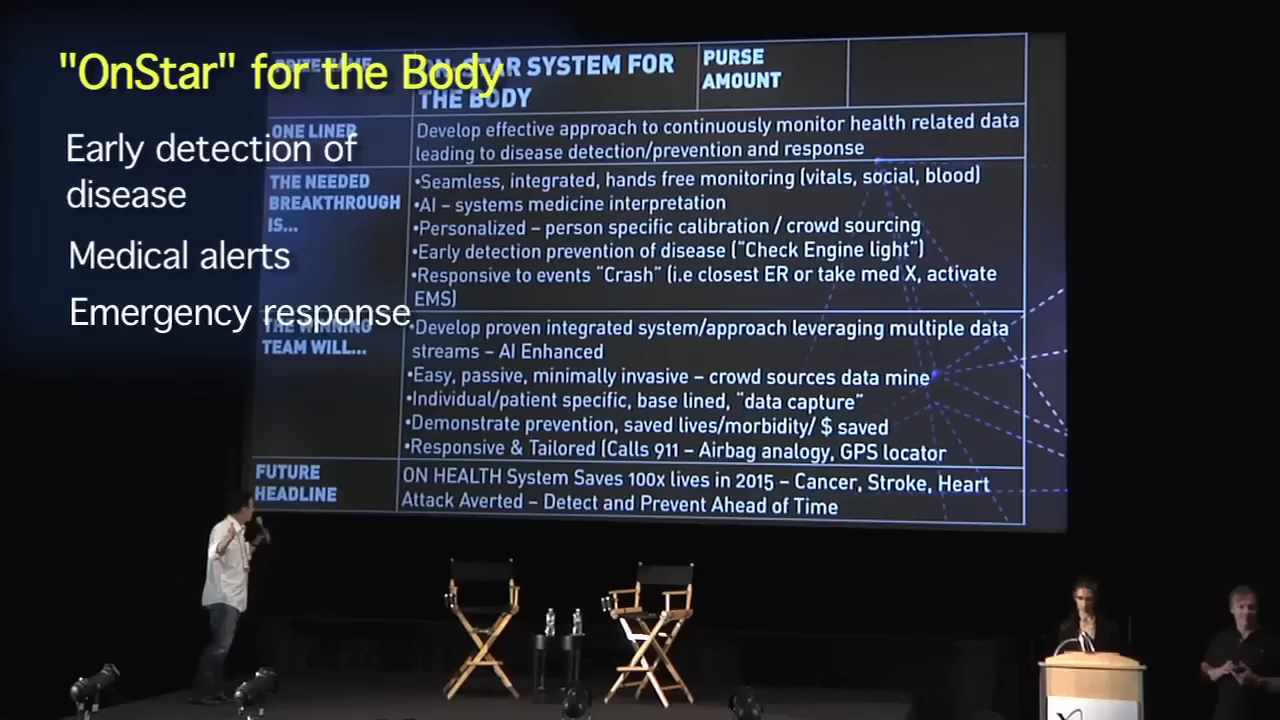 "OnStar" for the Body
Early detection of
disease
Medical alerts
Emergency response
STAR SYSTEM FOR
THE BODY
PURSE
AMOUNT
ONE LINER
Develop effective approach to continuously monitor health related data
leading to disease detection/prevention and response
THE NEEDED
BREAKTHROUGH
IS...
•Seamless, integrated, hands free monitoring (vitals, social, blood)
•AI – systems medicine interpretation
•Personalized – person specific calibration / crowd sourcing
•Early detection prevention of disease ("Check Engine light")
•Responsive to events "Crash" (i.e closest ER or take med X, activate
EMS)
THE WINNING
TEAM WILL...
•Develop proven integrated system/approach leveraging multiple data
streams – AI Enhanced
•Easy, passive, minimally invasive – crowd sources data mine
•Individual/patient specific, base lined, "data capture"
•Demonstrate prevention, saved lives/morbidity/ $ saved
•Responsive & Tailored (Calls 911 – Airbag analogy, GPS locator
FUTURE
HEADLINE
ON HEALTH System Saves 100x lives in 2015 – Cancer, Stroke, Heart
Attack Averted – Detect and Prevent Ahead of Time